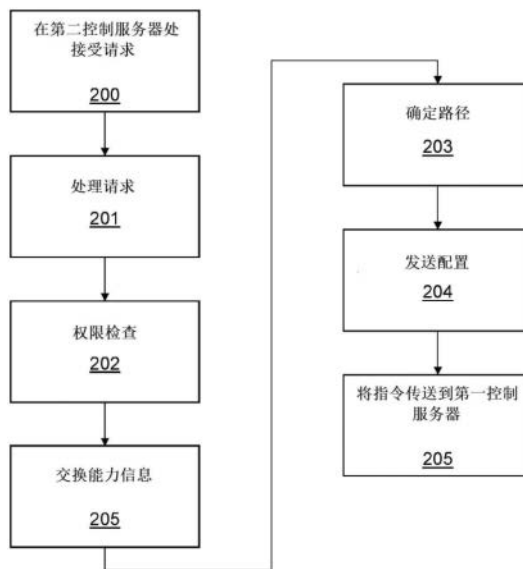 在第二控制服务器处
接受请求
200
处理请求
201
权限检查
202
交换能力信息
205
确定路径
203
发送配置
204
将指令传送到第一控制
服务器
205